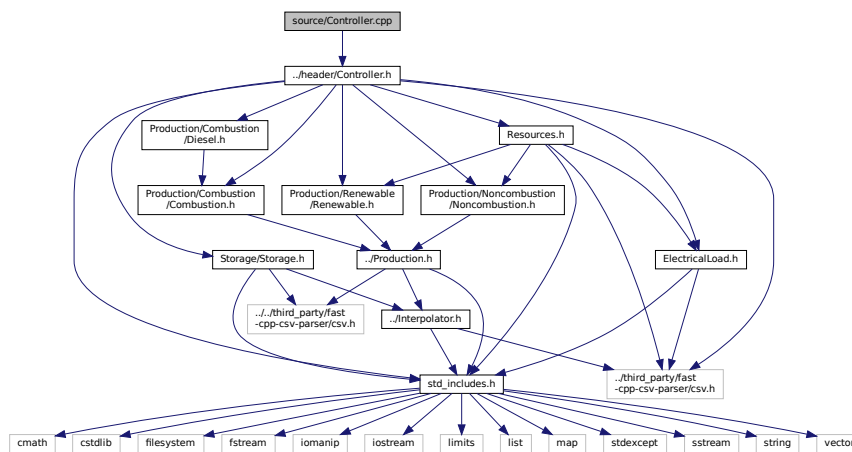 source/Controller.cpp
../header/Controller.h
Production/Combustion
/Diesel.h
Resources.h
Production/Combustion
/Combustion.h
Production/Renewable
/Renewable.h
Production/Noncombustion
/Noncombustion.h
Storage/Storage.h
../Production.h
ElectricalLoad.h
../../third_party/fast
-cpp-csv-parser/csv.h
../Interpolator.h
std_includes.h
../third_party/fast
-cpp-csv-parser/csv.h
cmath
cstdlib
filesystem
fstream
iomanip
iostream
limits
list
map
stdexcept
sstream
string
vector